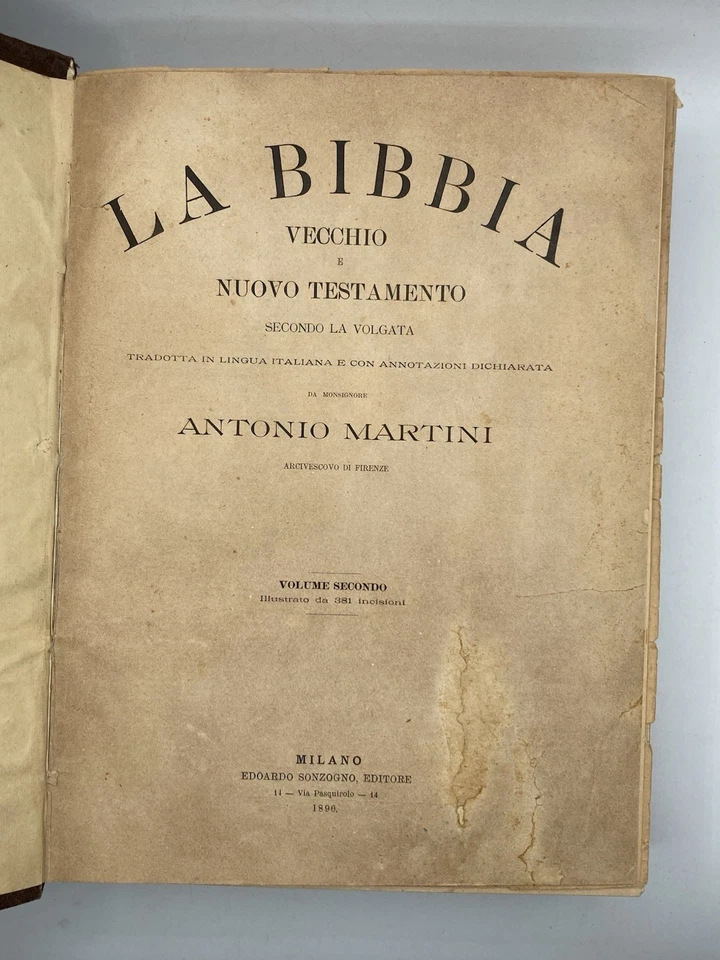 LA BIBBIA
VECCHIO
E
NUOVO TESTAMENTO
SECONDO LA VOLGATA
TRADOTTA IN LINGUA ITALIANA E CON ANNOTAZIONI DICHIARATA
DA MONSIGNORE
ANTONIO MARTINI
ARCIVESCOVO DI FIRENZE
VOLUME SECONDO
Illustrato da 381 incisioni
MILANO
EDOARDO SONZOGNO, EDITORE
14 — Via Pasquirolo — 14
1896.